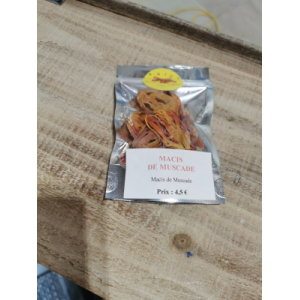 MACIS
DE MUSCADE
Macis de Muscade
Prix : 4,5 €